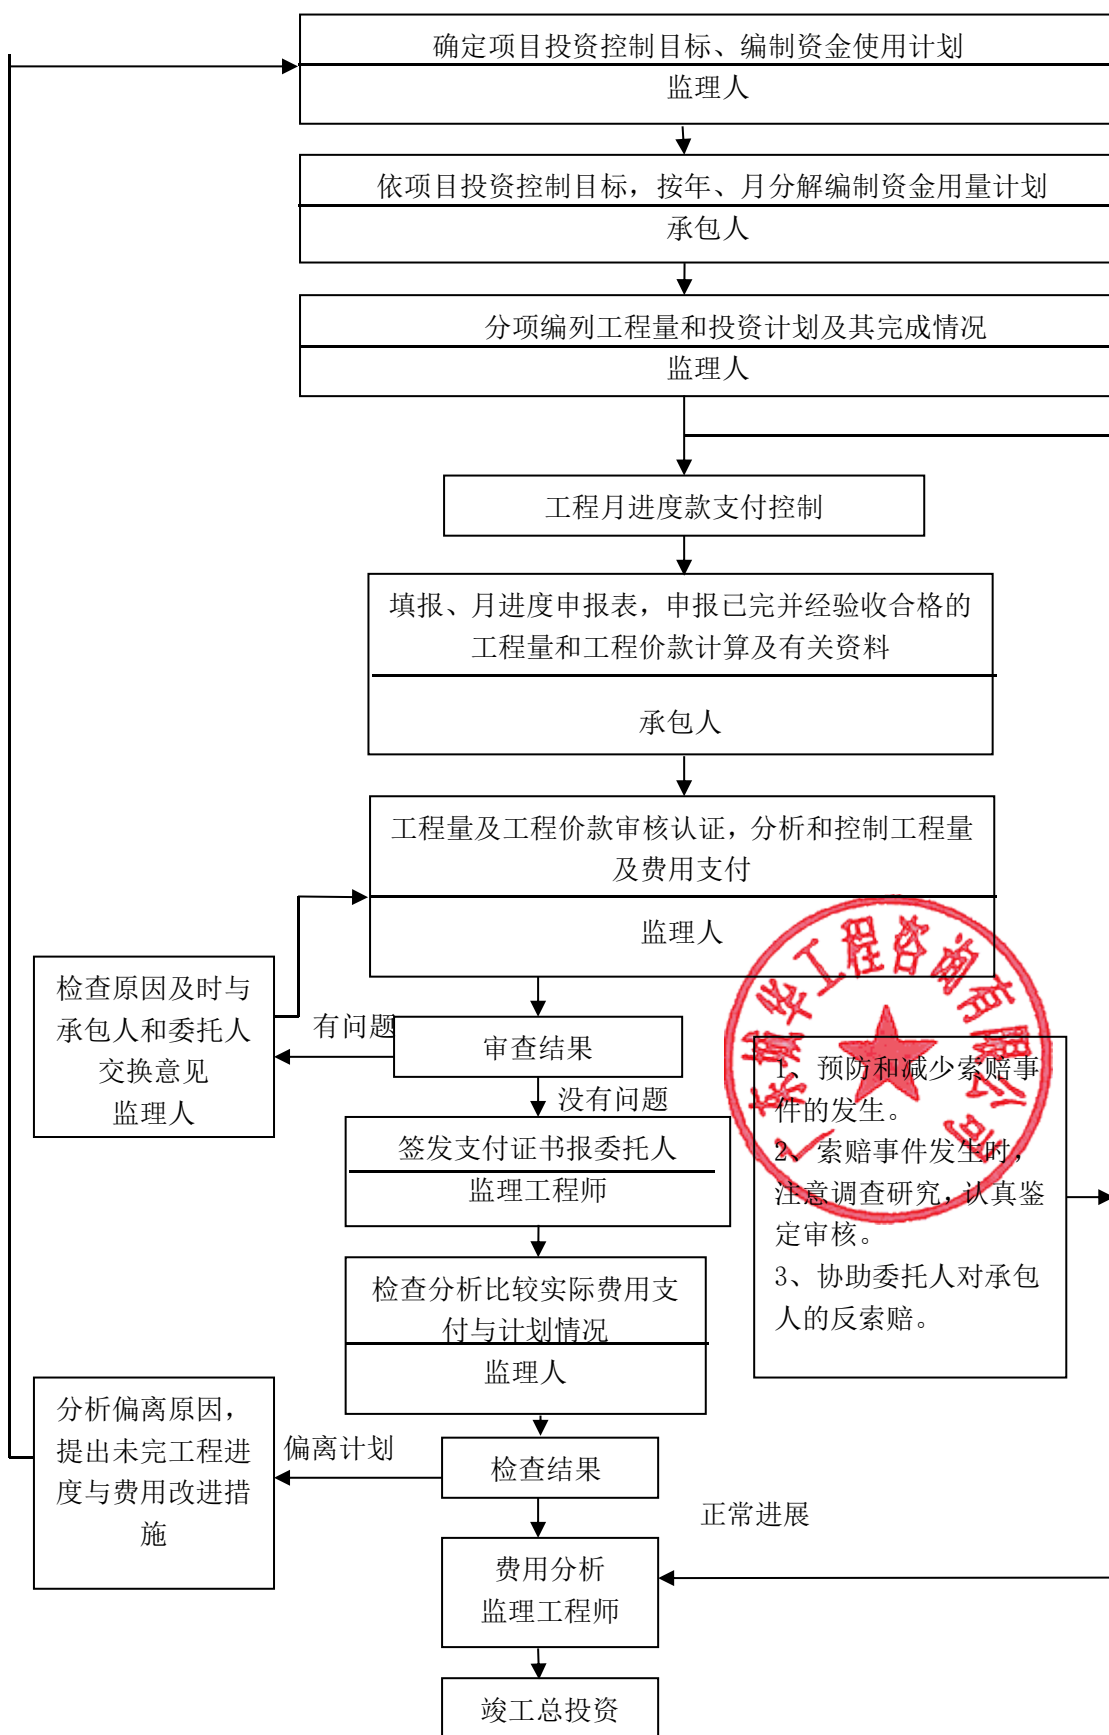 确定项目投资控制目标、编制资金使用计划
监理人
依项目投资控制目标，按年、月分解编制资金用量计划
承包人
分项编列工程量和投资计划及其完成情况
监理人
工程月进度款支付控制
填报、月进度申报表，申报已完并经验收合格的
工程量和工程价款计算及有关资料
承包人
工程量及工程价款审核认证，分析和控制工程量
及费用支付
监理人
检查原因及时与
承包人和委托人
交换意见
监理人
有问题
审查结果
没有问题
签发支付证书报委托人
监理工程师
检查分析比较实际费用支
付与计划情况
监理人
1、预防和减少索赔事
件的发生。
2、索赔事件发生时，
注意调查研究，认真鉴
定审核。
3、协助委托人对承包
人的反索赔。
分析偏离原因，
提出未完工程进
度与费用改进措
施
偏离计划
检查结果
正常进展
费用分析
监理工程师
竣工总投资
工程咨询有限公司